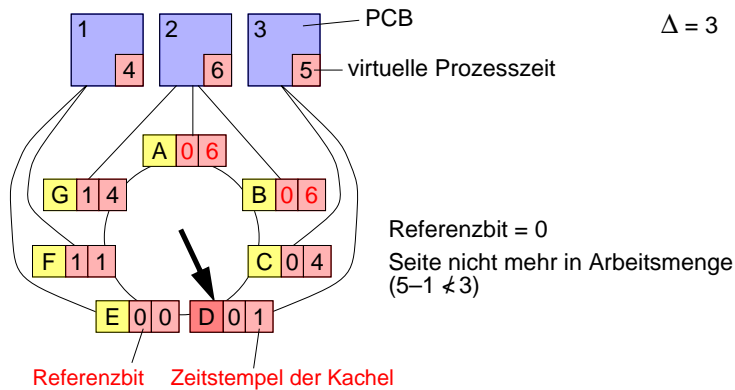 1 2 3 PCB Δ = 3
4 6 5 virtuelle Prozesszeit
A 0 6
G 1 4 B 0 6
Referenzbit = 0
F 1 1 C 0 4 Seite nicht mehr in Arbeitsmenge
(5–1 ≮ 3)
E 0 0 D 0 1
Referenzbit Zeitstempel der Kachel